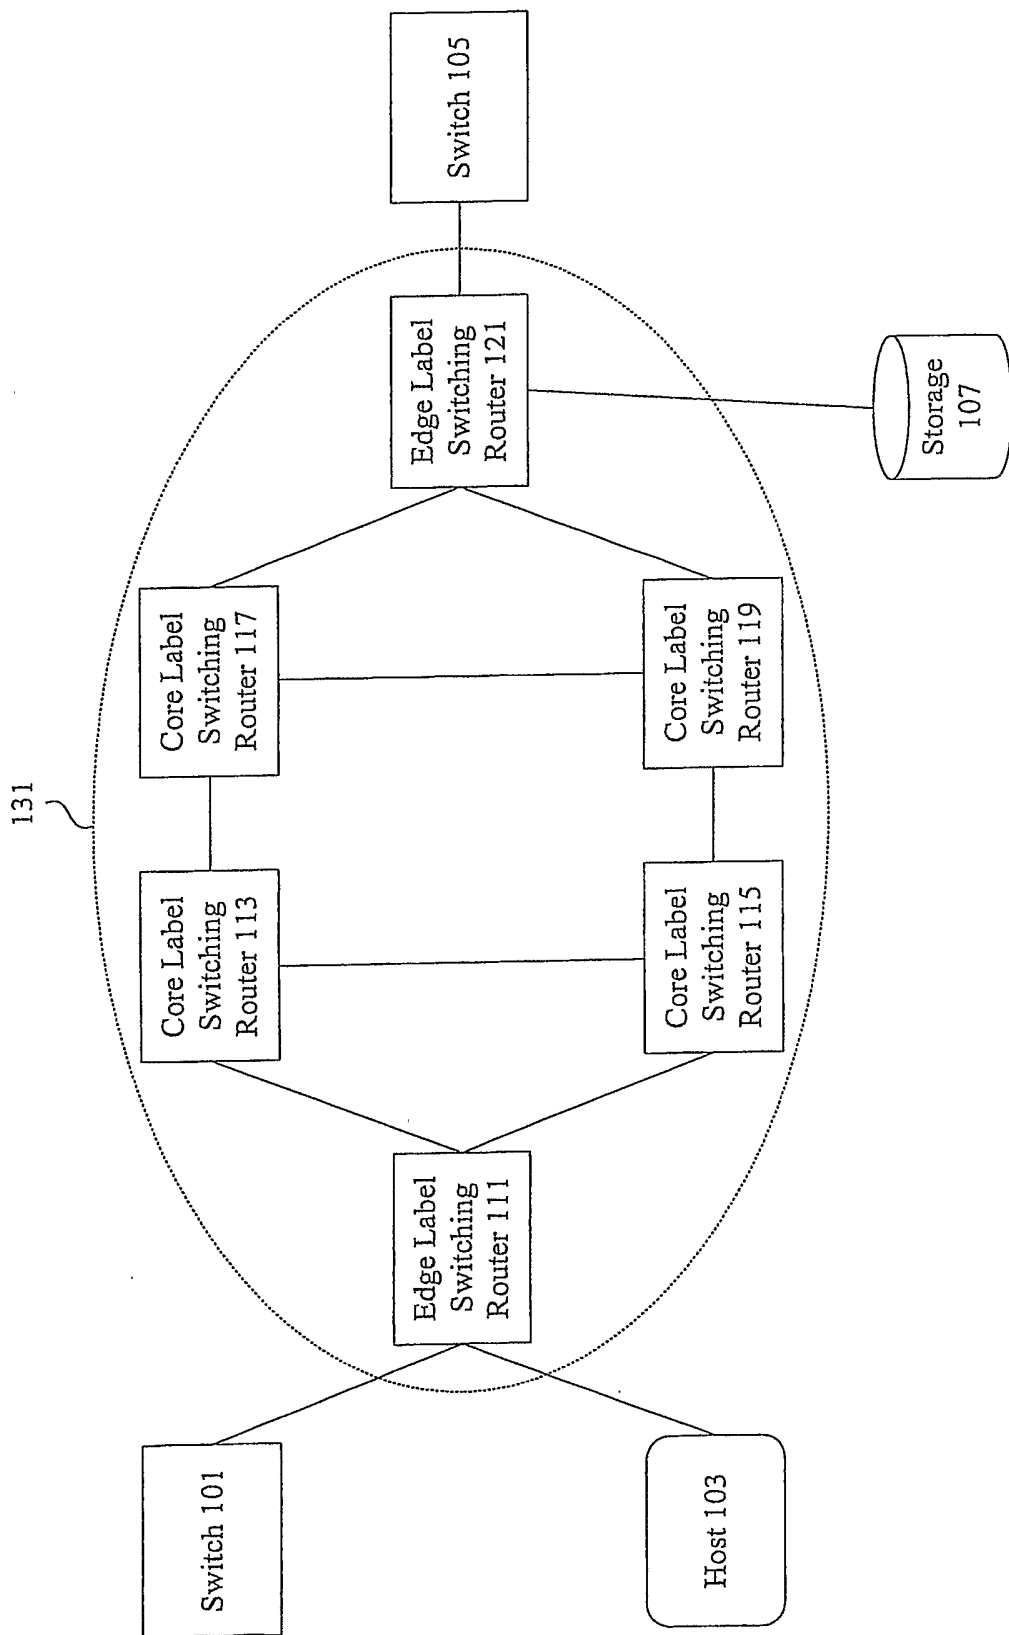 131
Switch 101
Host 103
Edge Label
Switching
Router 111
Core Label
Switching
Router 113
Core Label
Switching
Router 115
Core Label
Switching
Router 117
Core Label
Switching
Router 119
Edge Label
Switching
Router 121
Switch 105
Storage
107